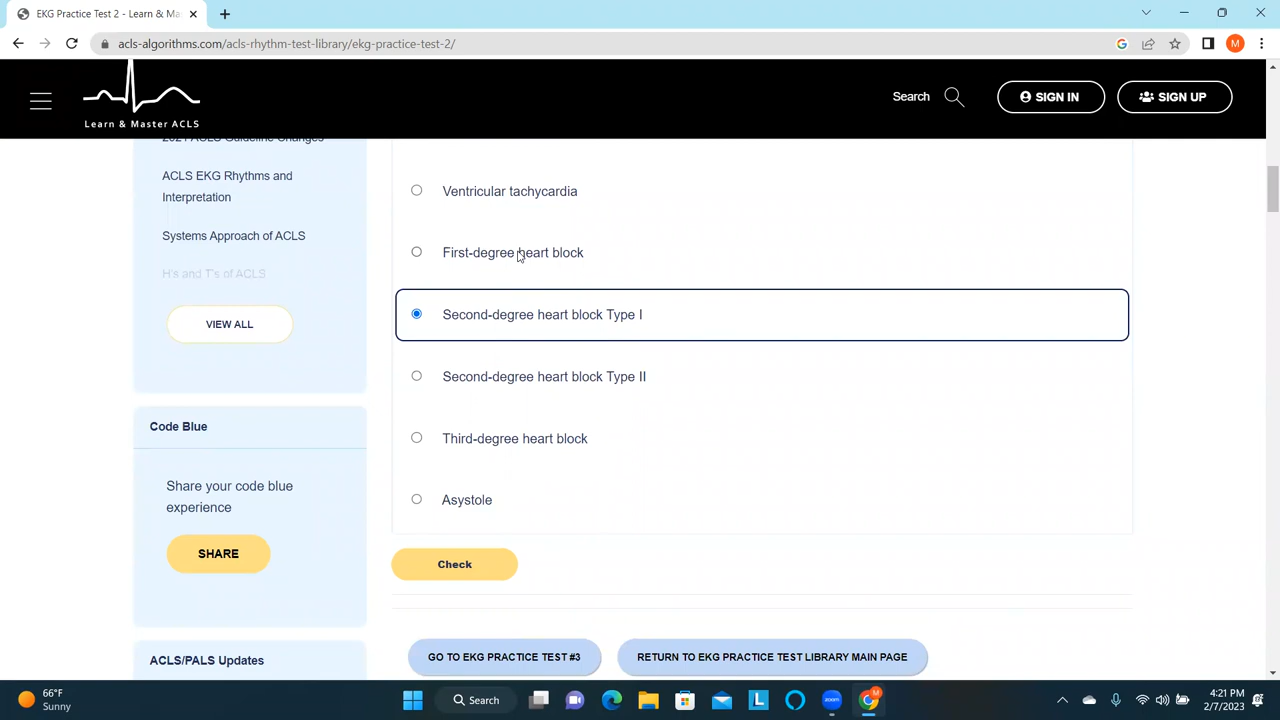 EKG Practice Test 2 - Learn & Ma
acls-algorithms.com/acls-rhythm-test-library/ekg-practice-test-2/
G
M
Learn & Master ACLS
Search
SIGN IN
SIGN UP
2021 ACLS Guideline Changes
ACLS EKG Rhythms and
Interpretation
Systems Approach of ACLS
H's and T's of ACLS
VIEW ALL
Code Blue
Share your code blue
experience
SHARE
ACLS/PALS Updates
Ventricular tachycardia
First-degree heart block
Second-degree heart block Type I
Second-degree heart block Type II
Third-degree heart block
Asystole
Check
GO TO EKG PRACTICE TEST #3
RETURN TO EKG PRACTICE TEST LIBRARY MAIN PAGE
66°F
Sunny
Search
L
zoom
M
4:21 PM
2/7/2023